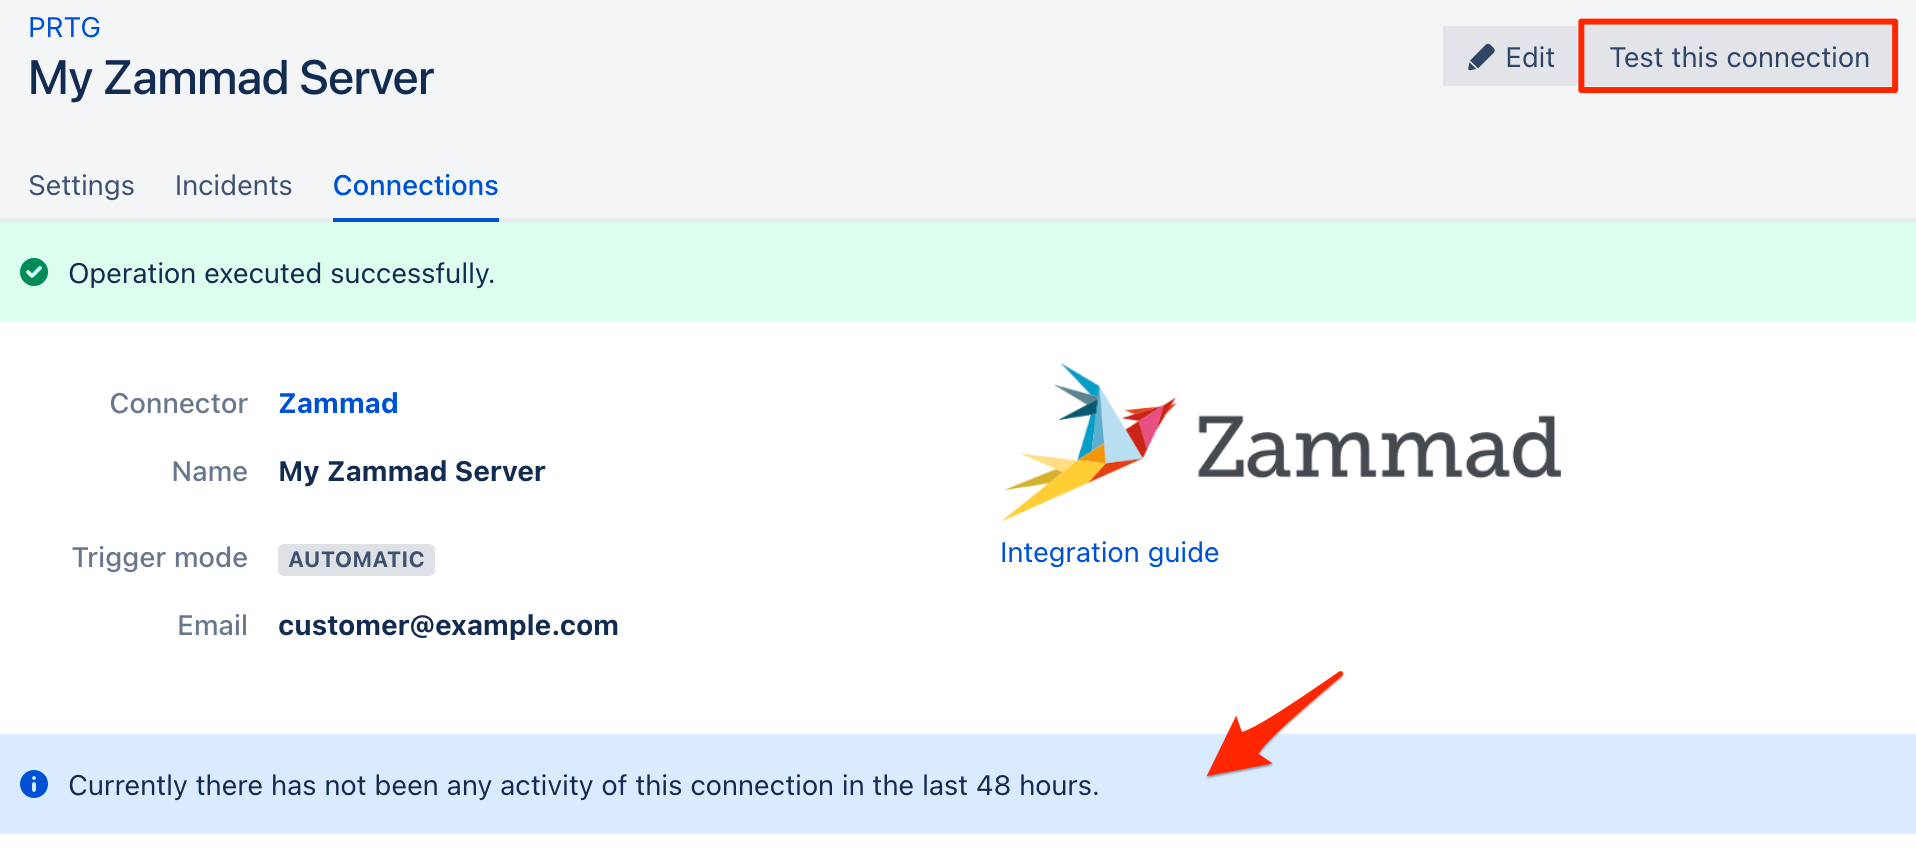 PRTG
My Zammad Server
Edit
Test this connection
Settings
Incidents
Connections
Operation executed successfully.
Connector
Zammad
Name
My Zammad Server
Trigger mode
AUTOMATIC
Email
customer@example.com
Zammad
Integration guide
Currently there has not been any activity of this connection in the last 48 hours.